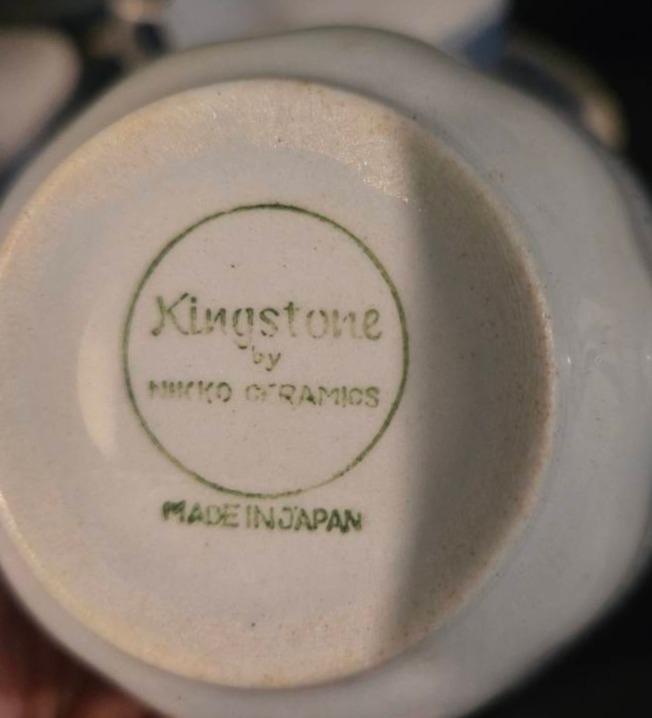 Kingstone
by
NIKKO CERAMICS
MADE IN JAPAN